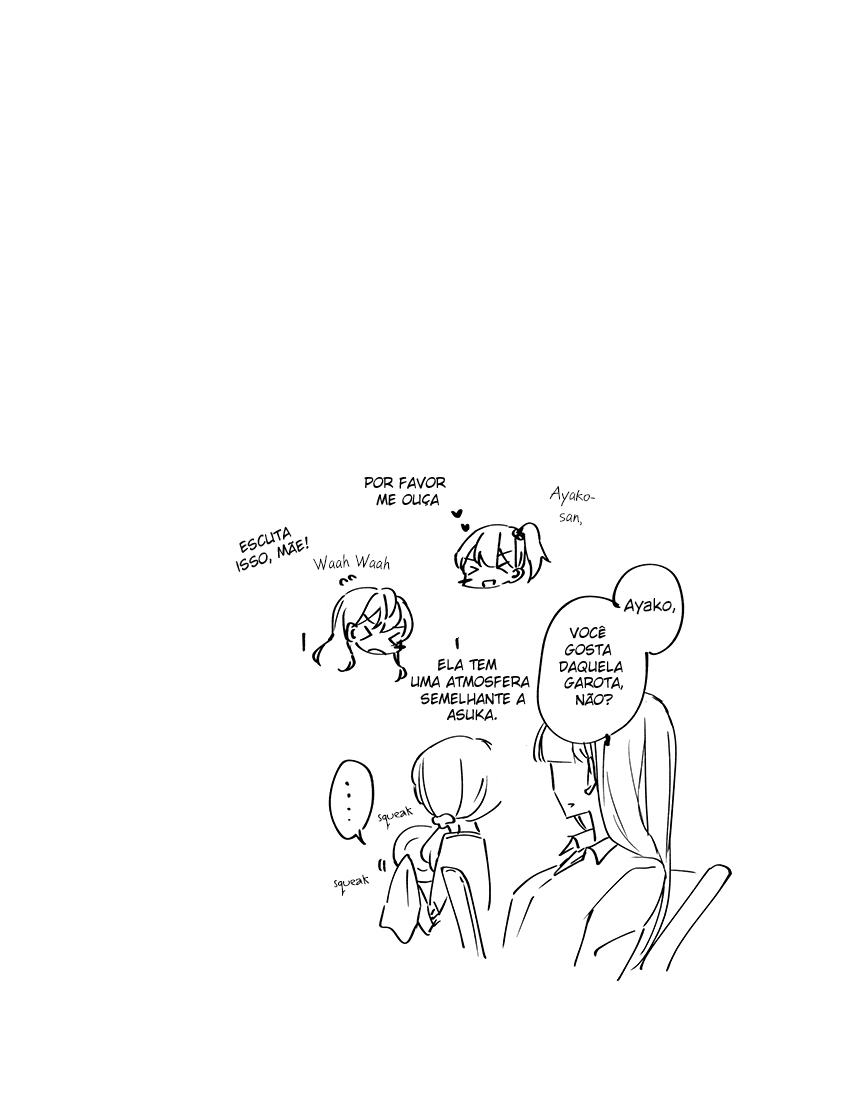 POR FAVOR
ME OUÇA
Ayako-
san,
ESCUTA
ISSO, MÃE!
Waah Waah
Ayako,
VOCÊ
GOSTA
DAQUELA
GAROTA,
NÃO?
ELA TEM
UMA ATMOSFERA
SEMELHANTE A
ASUKA.
....
squeak
squeak